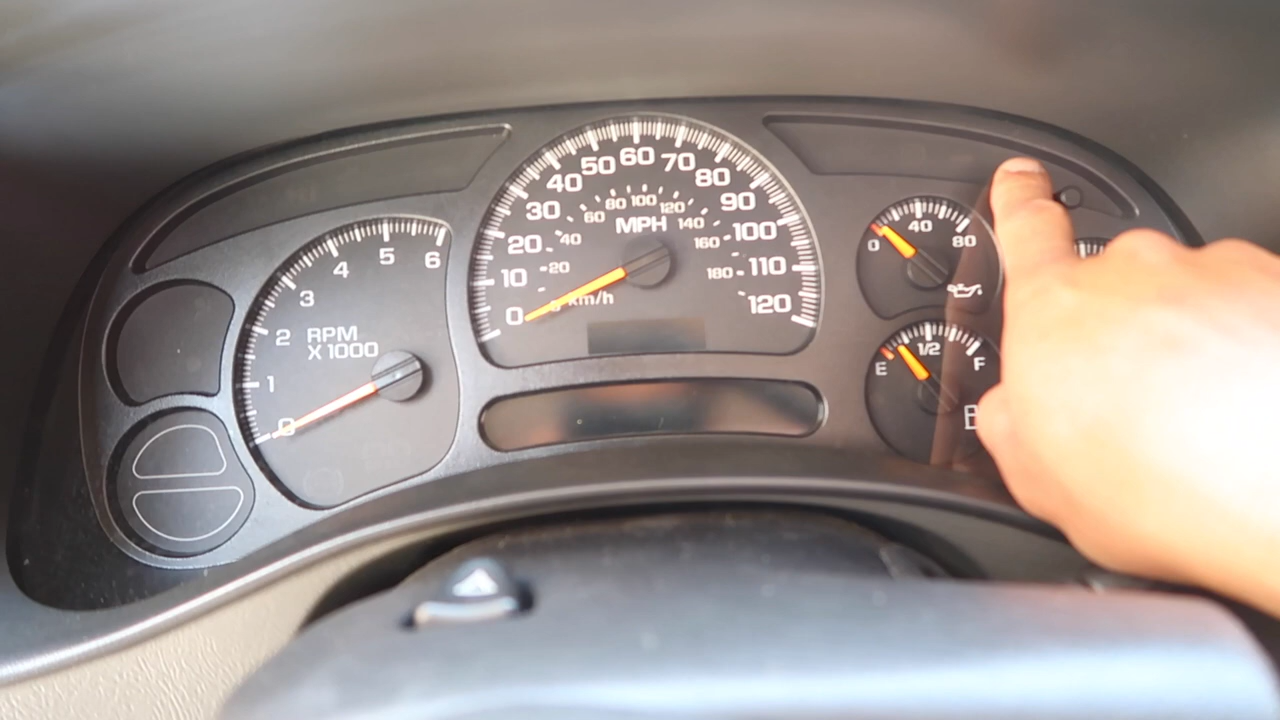 0 1 2 3 4 5 6
RPM
X 1000
0 10 20 30 40 50 60 70 80 90 100 110 120
20 40 60 80 100 120 140 160 180
MPH
km/h
0 40 80
E 1/2 F